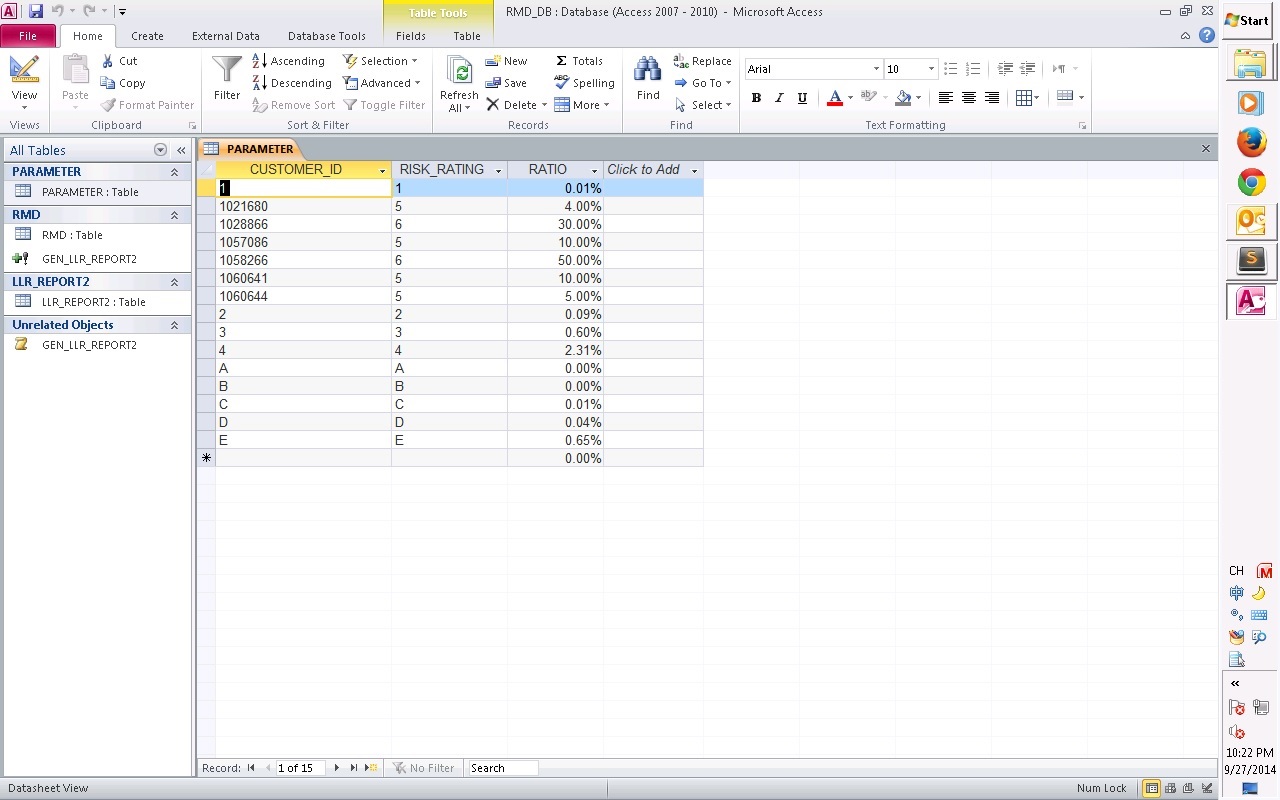 RMD_DB : Database (Access 2007 - 2010) - Microsoft Access
Table Tools
File Home Create External Data Database Tools Fields Table
View
Views
Paste
Cut
Copy
Format Painter
Clipboard
Filter
Ascending
Descending
Remove Sort
Selection
Advanced
Toggle Filter
Sort & Filter
Refresh All
New
Save
Delete
Totals
Spelling
More
Records
Find
Replace
Go To
Select
Find
Arial 10
B I U A
Text Formatting
All Tables
PARAMETER
PARAMETER : Table
RMD
RMD : Table
GEN_LLR_REPORT2
LLR_REPORT2
LLR_REPORT2 : Table
Unrelated Objects
GEN_LLR_REPORT2
PARAMETER
CUSTOMER_ID RISK_RATING RATIO Click to Add
1 1 0.01%
1021680 5 4.00%
1028866 6 30.00%
1057086 5 10.00%
1058266 6 50.00%
1060641 5 10.00%
1060644 5 5.00%
2 2 0.09%
3 3 0.60%
4 4 2.31%
A A 0.00%
B B 0.00%
C C 0.01%
D D 0.04%
E E 0.65%
0.00%
Record: 1 of 15 No Filter Search
Datasheet View Num Lock
Start
CH
中
10:22 PM
9/27/2014